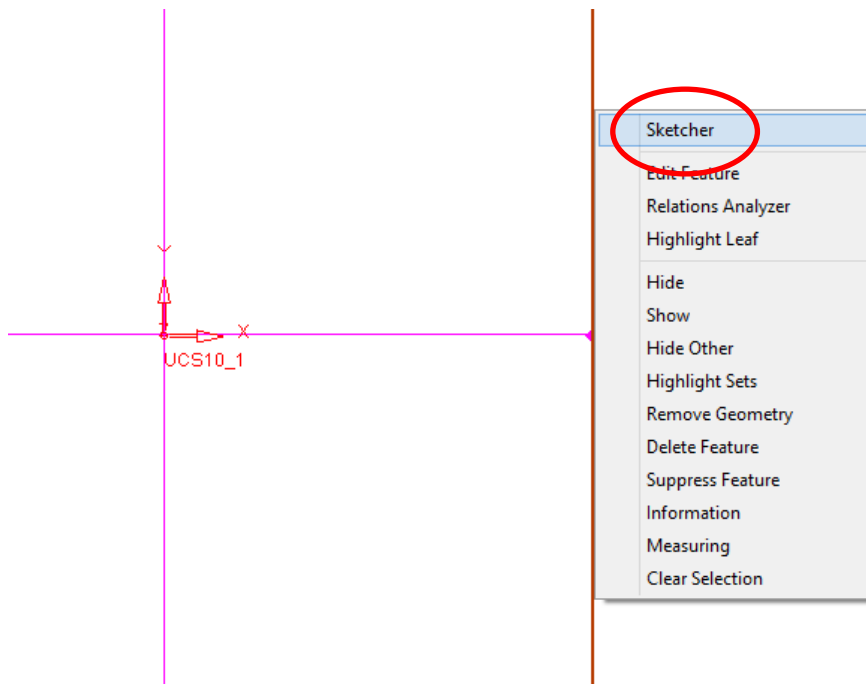 Sketcher
Edit Feature
Relations Analyzer
Highlight Leaf
Hide
Show
Hide Other
Highlight Sets
Remove Geometry
Delete Feature
Suppress Feature
Information
Measuring
Clear Selection
Y
X
UCS10_1